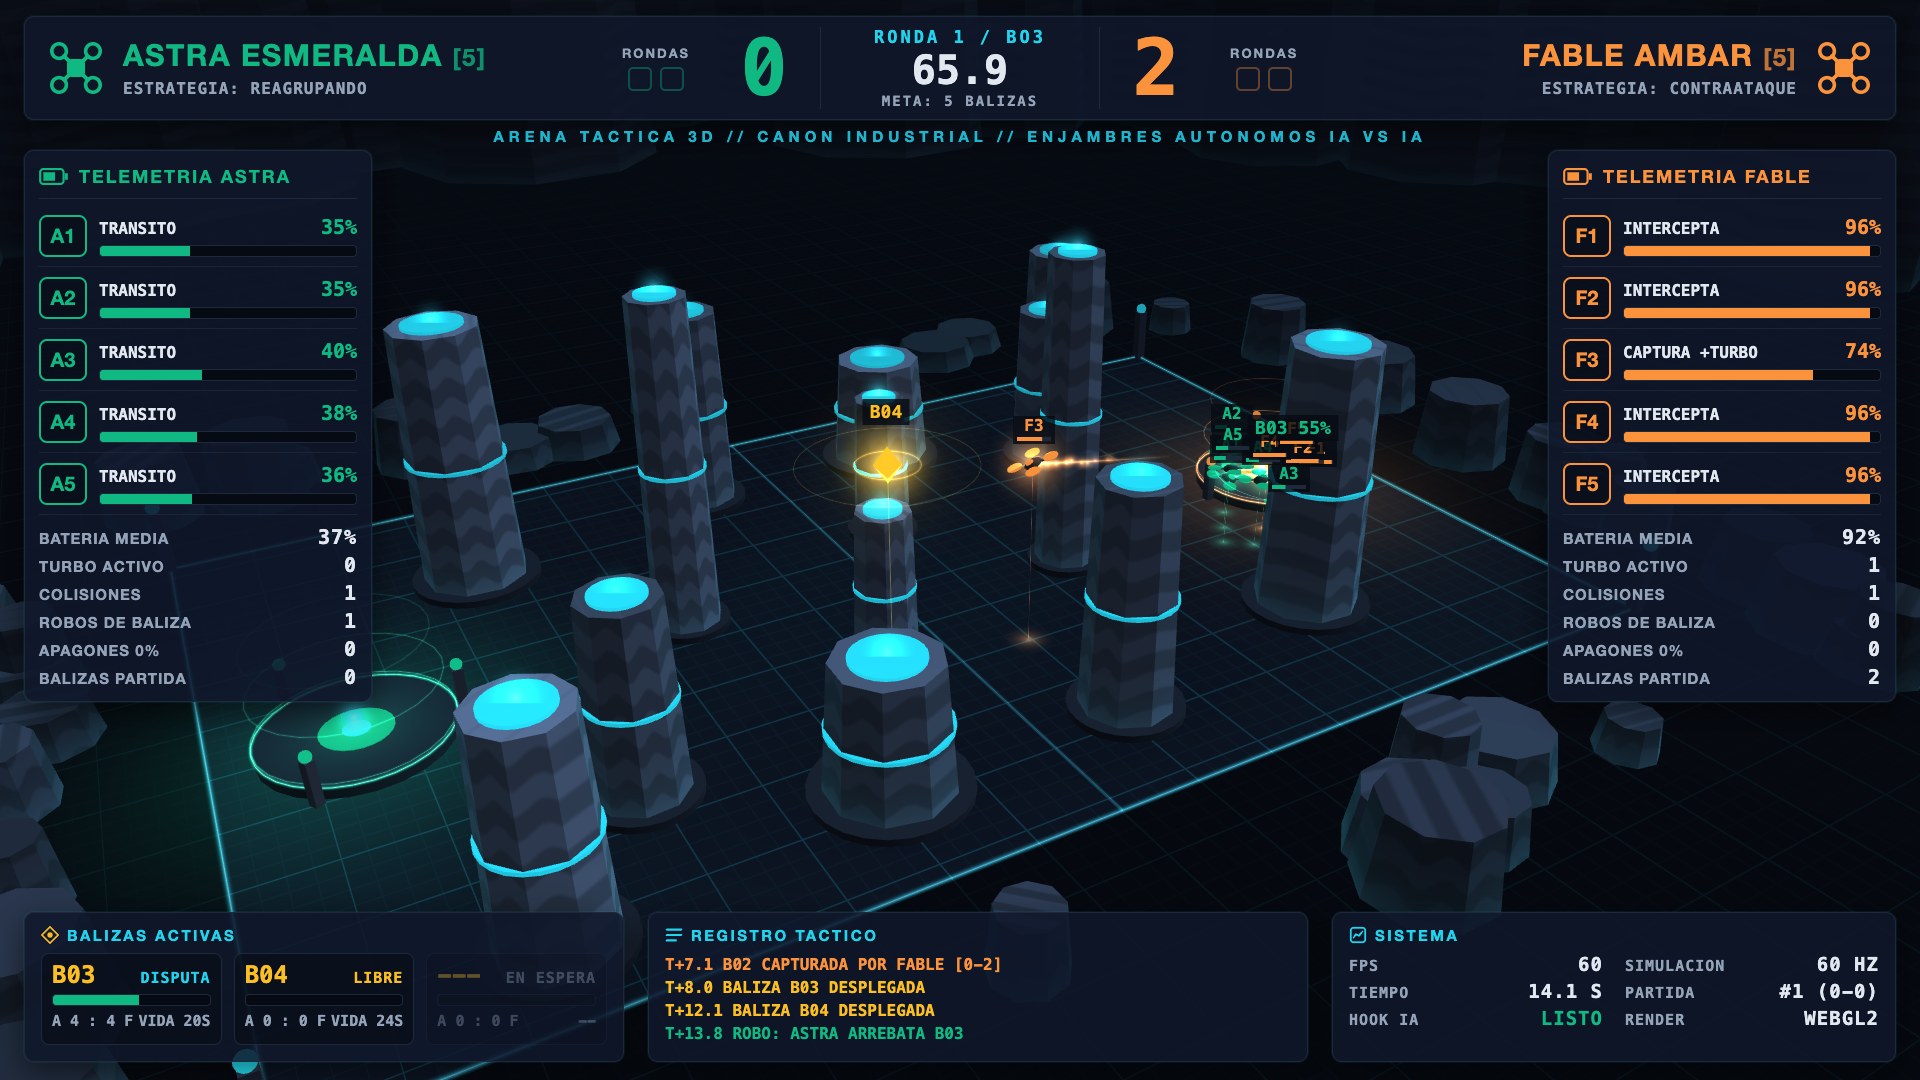 ASTRA ESMERALDA [5]
ESTRATEGIA: REAGRUPANDO
RONDAS
0
RONDA 1 / BO3
65.9
META: 5 BALIZAS
2
RONDAS
FABLE AMBAR [5]
ESTRATEGIA: CONTRAATAQUE
ARENA TACTICA 3D // CANON INDUSTRIAL // ENJAMBRES AUTONOMOS IA VS IA
TELEMETRIA ASTRA
A1 TRANSITO 35%
A2 TRANSITO 35%
A3 TRANSITO 40%
A4 TRANSITO 38%
A5 TRANSITO 36%
BATERIA MEDIA 37%
TURBO ACTIVO 0
COLISIONES 1
ROBOS DE BALIZA 1
APAGONES 0% 0
BALIZAS PARTIDA 0
B04
F3
A2
B03 55%
A5
A3
TELEMETRIA FABLE
F1 INTERCEPTA 96%
F2 INTERCEPTA 96%
F3 CAPTURA +TURBO 74%
F4 INTERCEPTA 96%
F5 INTERCEPTA 96%
BATERIA MEDIA 92%
TURBO ACTIVO 1
COLISIONES 1
ROBOS DE BALIZA 0
APAGONES 0% 0
BALIZAS PARTIDA 2
BALIZAS ACTIVAS
B03 DISPUTA
A 4 : 4 F VIDA 20S
B04 LIBRE
A 0 : 0 F VIDA 24S
--- EN ESPERA
A 0 : 0 F --
REGISTRO TACTICO
T+7.1 B02 CAPTURADA POR FABLE [0-2]
T+8.0 BALIZA B03 DESPLEGADA
T+12.1 BALIZA B04 DESPLEGADA
T+13.8 ROBO: ASTRA ARREBATA B03
SISTEMA
FPS 60 SIMULACION 60 HZ
TIEMPO 14.1 S PARTIDA #1 (0-0)
HOOK IA LISTO RENDER WEBGL2